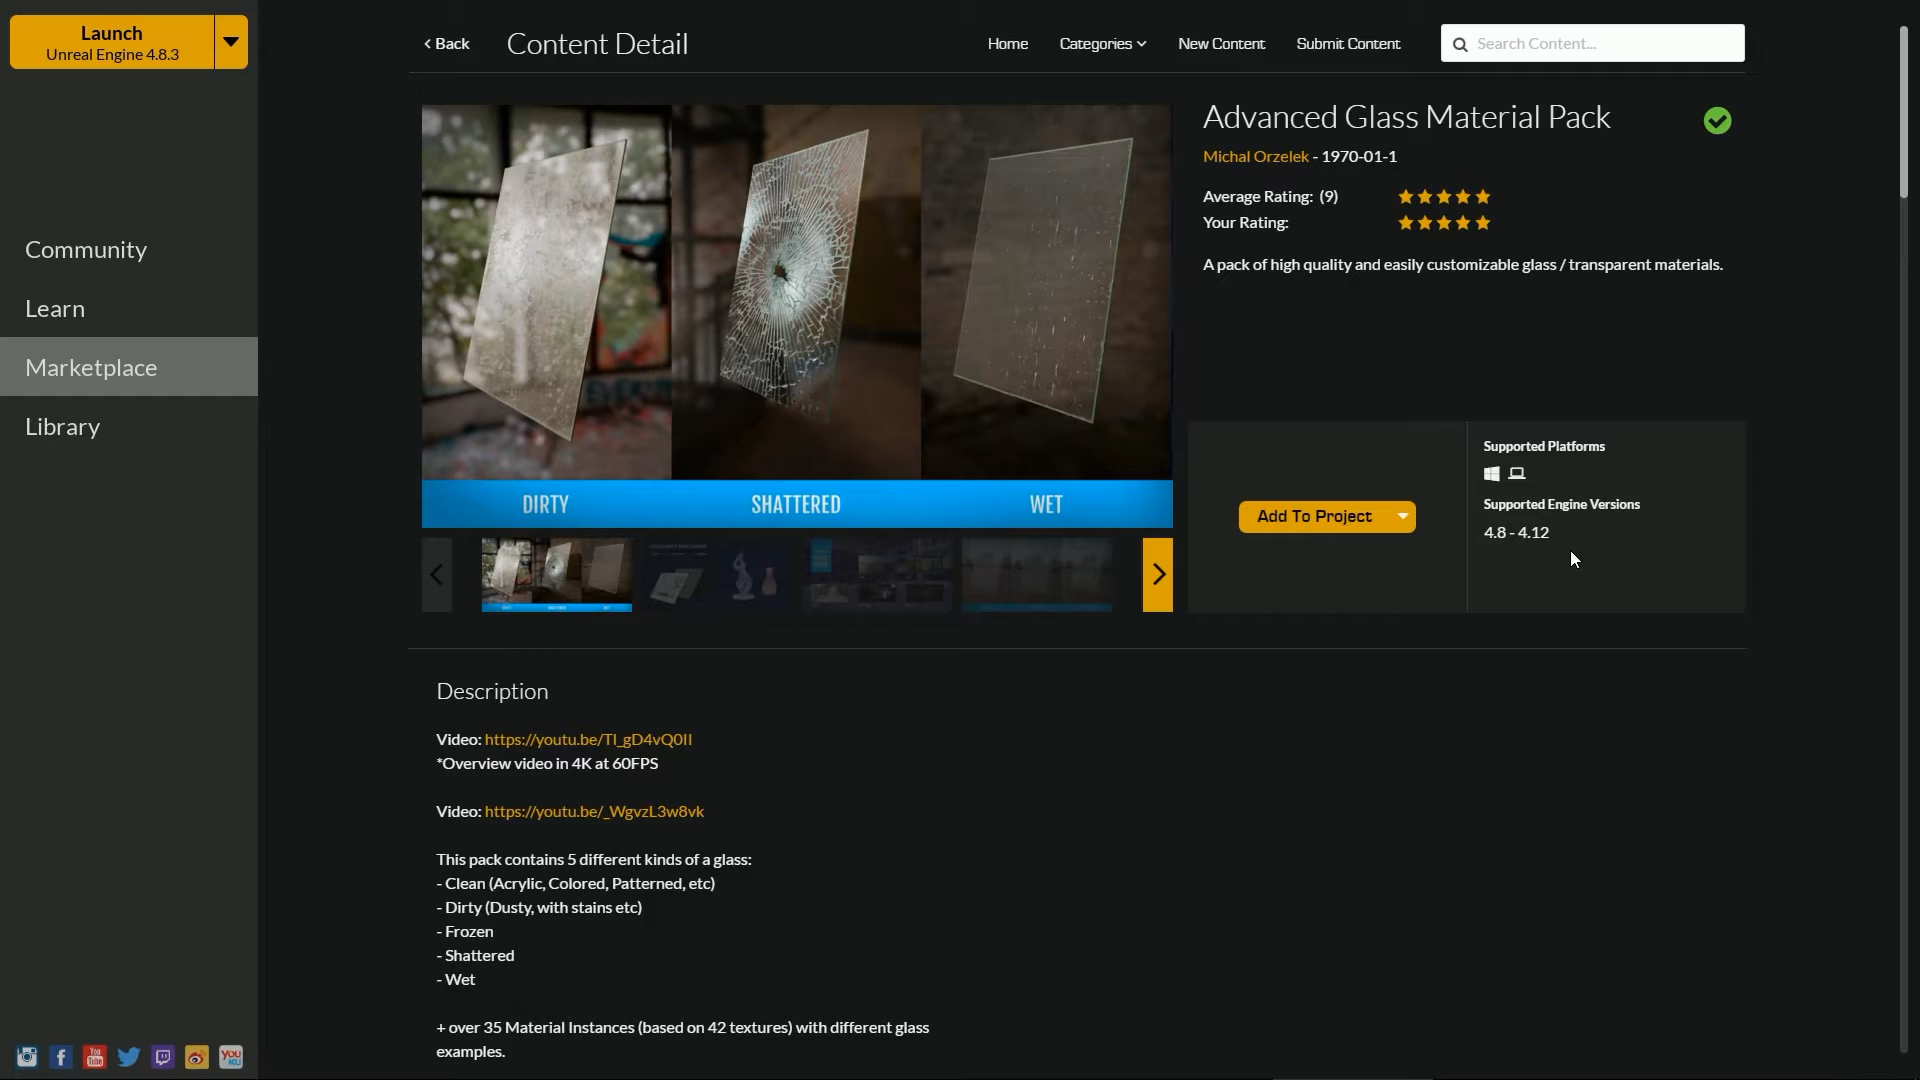 Launch
Unreal Engine 4.8.3
Community
Learn
Marketplace
Library
Back
Content Detail
Home
Categories
New Content
Submit Content
Search Content...
DIRTY
SHATTERED
WET
Advanced Glass Material Pack
Michal Orzelek - 1970-01-1
Average Rating: (9)
Your Rating:
A pack of high quality and easily customizable glass / transparent materials.
Add To Project
Supported Platforms
Supported Engine Versions
4.8 - 4.12
Description
Video: https://youtu.be/TI_gD4vQ0II
*Overview video in 4K at 60FPS
Video: https://youtu.be/_WgvzL3w8vk
This pack contains 5 different kinds of a glass:
- Clean (Acrylic, Colored, Patterned, etc)
- Dirty (Dusty, with stains etc)
- Frozen
- Shattered
- Wet
+ over 35 Material Instances (based on 42 textures) with different glass
examples.
You
Tube
YOU
KU